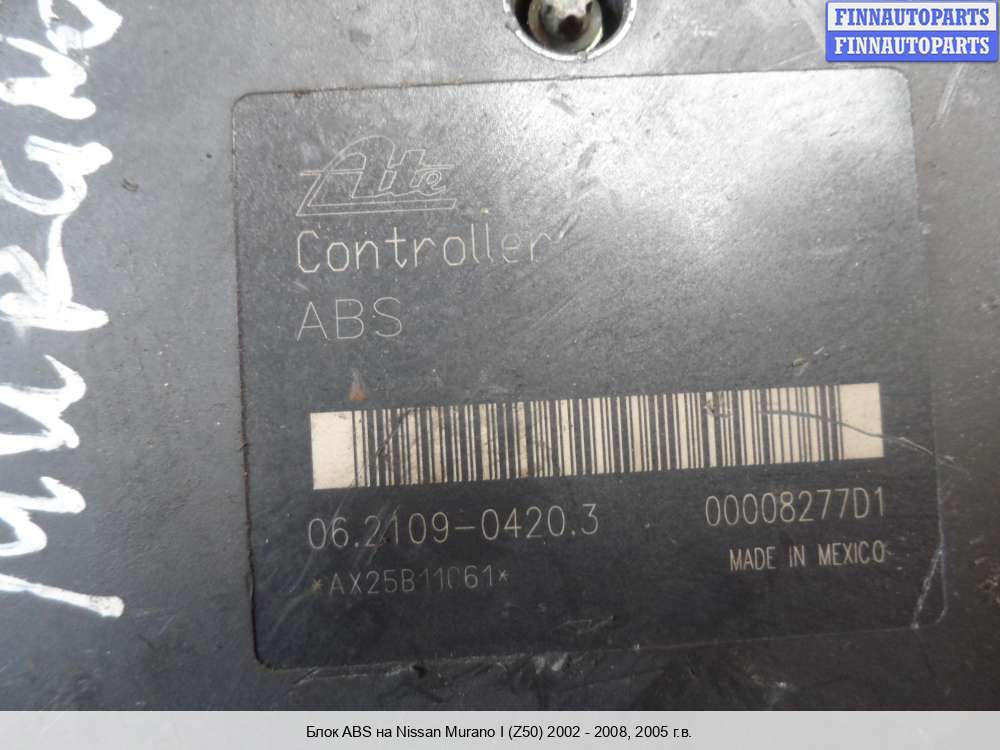 FINNAUTOPARTS
FINNAUTOPARTS
MURANO
Ate
Controller
ABS
06.2109-0420.3
00008277D1
*AX25B11061*
MADE IN MEXICO
Блок ABS на Nissan Murano I (Z50) 2002 - 2008, 2005 г.в.